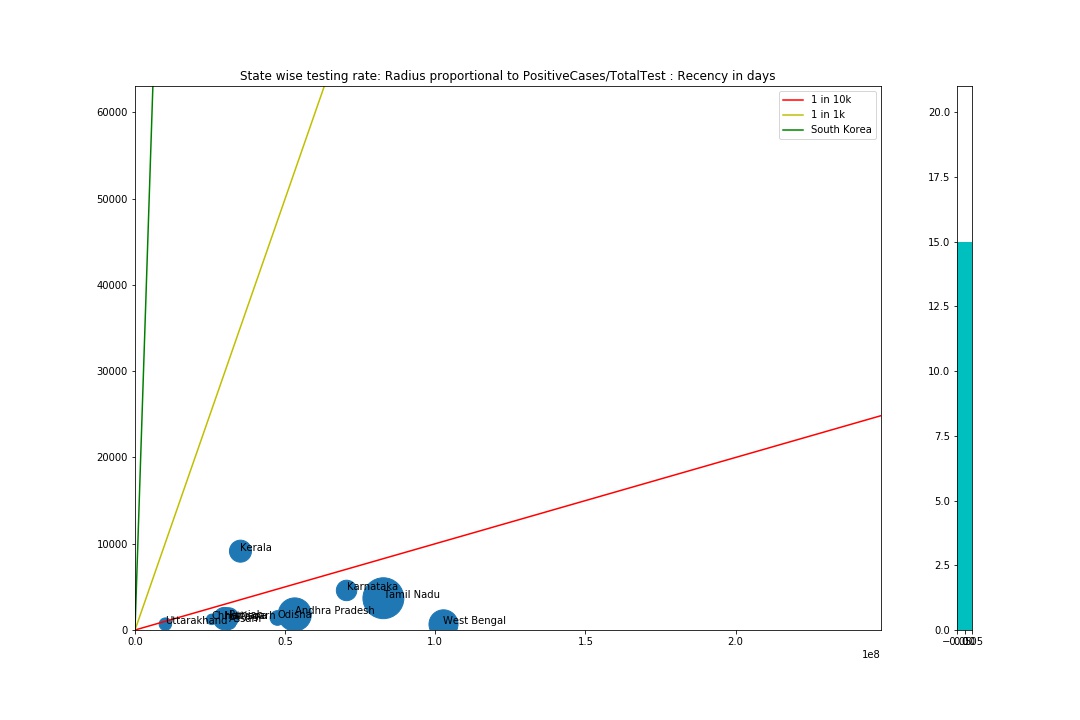 State wise testing rate: Radius proportional to PositiveCases/TotalTest : Recency in days
1 in 10k
1 in 1k
South Korea
60000
50000
40000
30000
20000
10000
0
0.0
0.5
1.0
1.5
2.0
1e8
Kerala
Karnataka
Tamil Nadu
Andhra Pradesh
Odisha
West Bengal
Uttarakhand
20.0
17.5
15.0
12.5
10.0
7.5
5.0
2.5
0.0